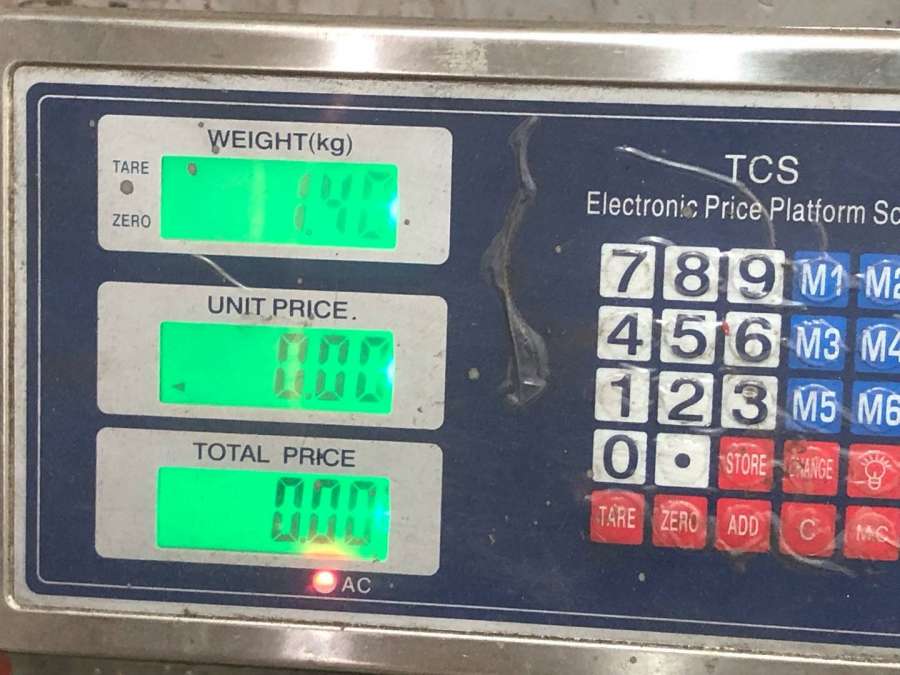 WEIGHT(kg)
TARE
ZERO
1.40
UNIT PRICE.
0.00
TOTAL PRICE
0.00
AC
TCS
Electronic Price Platform Sc
7 8 9 M1 M2
4 5 6 M3 M4
1 2 3 M5 M6
0 . STORE CHANGE
TARE ZERO ADD C MC